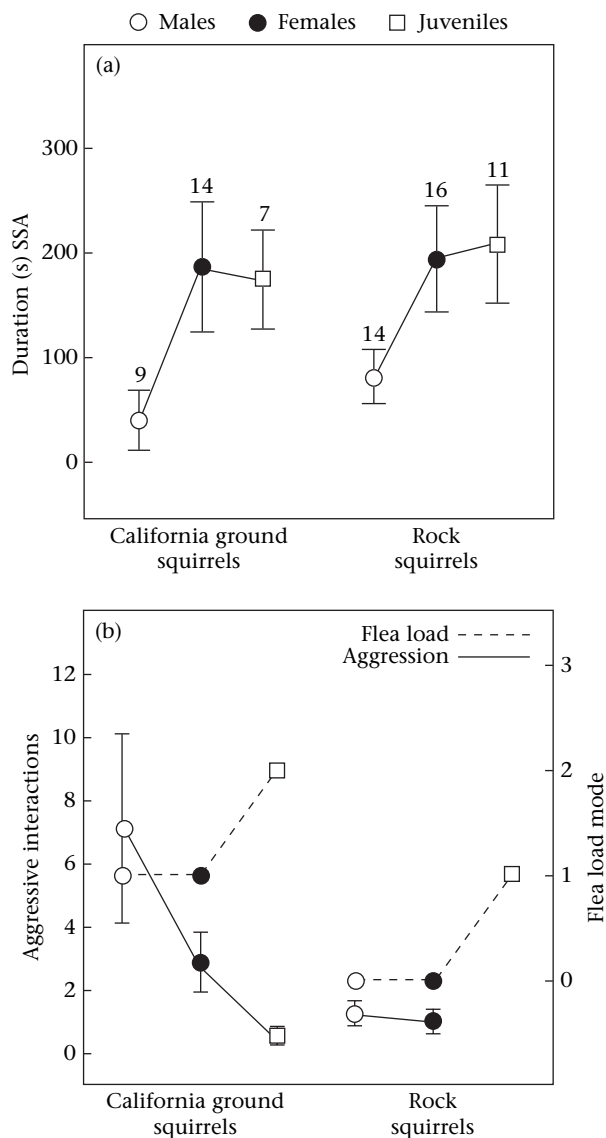 Males Females Juveniles
(a)
Duration (s) SSA
300
200
100
0
9
14
7
14
16
11
California ground
squirrels
Rock
squirrels
(b)
Flea load
Aggression
Aggressive interactions
12
10
8
6
4
2
0
Flea load mode
3
2
1
0
California ground
squirrels
Rock
squirrels